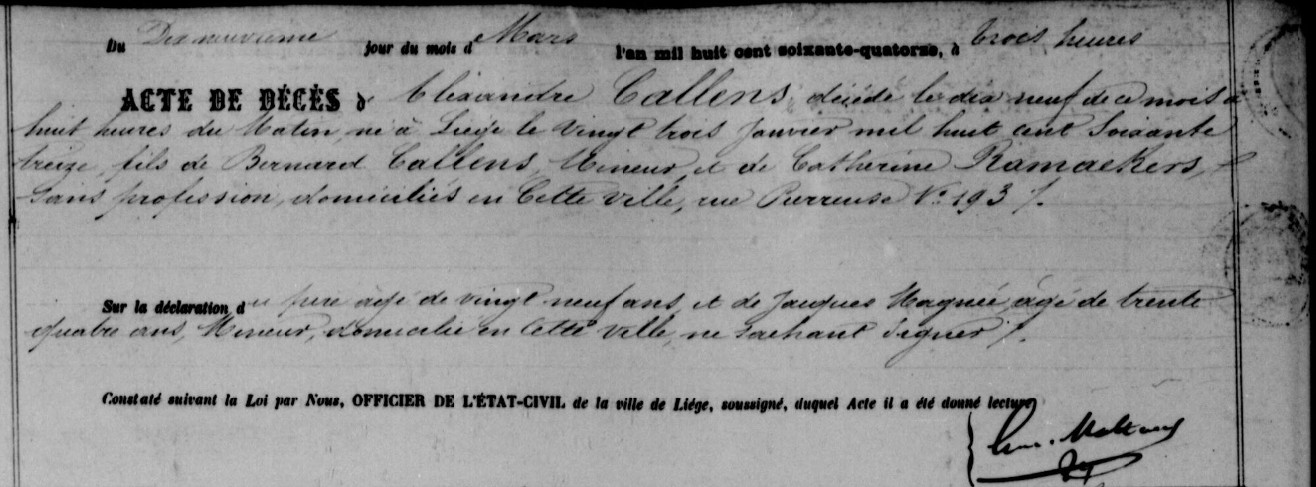 Du Dix neuvième jour du mois d Mars l'an mil huit cent soixante-quatorze, à trois heures
ACTE DE DÉCÈS d' Alexandre Callens, décédé le dix neuf de ce mois à
huit heures du Matin, né à Liége le vingt trois Janvier mil huit cent Soixante
treize, fils de Bernard Callens, Mineur, et de Catherine Ramaekers,
Sans profession, domiciliés en Cette ville, rue Pierreuse N° 193 /.
Sur la déclaration du père âgé de vingt neuf ans et de Jacques Magnée, âgé de trente
quatre ans, Mineur, domicilié en Cette ville, ne Sachant Signer /.
Constaté suivant la Loi par Nous, OFFICIER DE L'ÉTAT-CIVIL de la ville de Liége, soussigné, duquel Acte il a été donné lecture